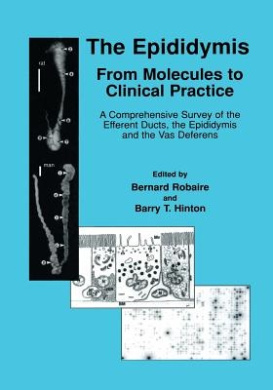 The Epididymis
From Molecules to
Clinical Practice
A Comprehensive Survey of the
Efferent Ducts, the Epididymis
and the Vas Deferens
Edited by
Bernard Robaire
and
Barry T. Hinton
rat
man